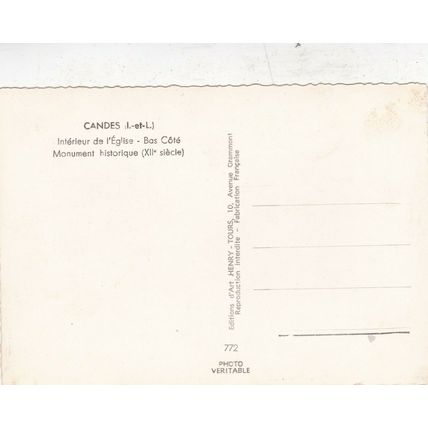 CANDES (I.-et-L.)
Intérieur de l'Église - Bas Côté
Monument historique (XIIe siècle)
Editions d'Art HENRY - TOURS, 10, Avenue Grammont
Reproduction interdite - Fabrication Française
772
PHOTO
VERITABLE